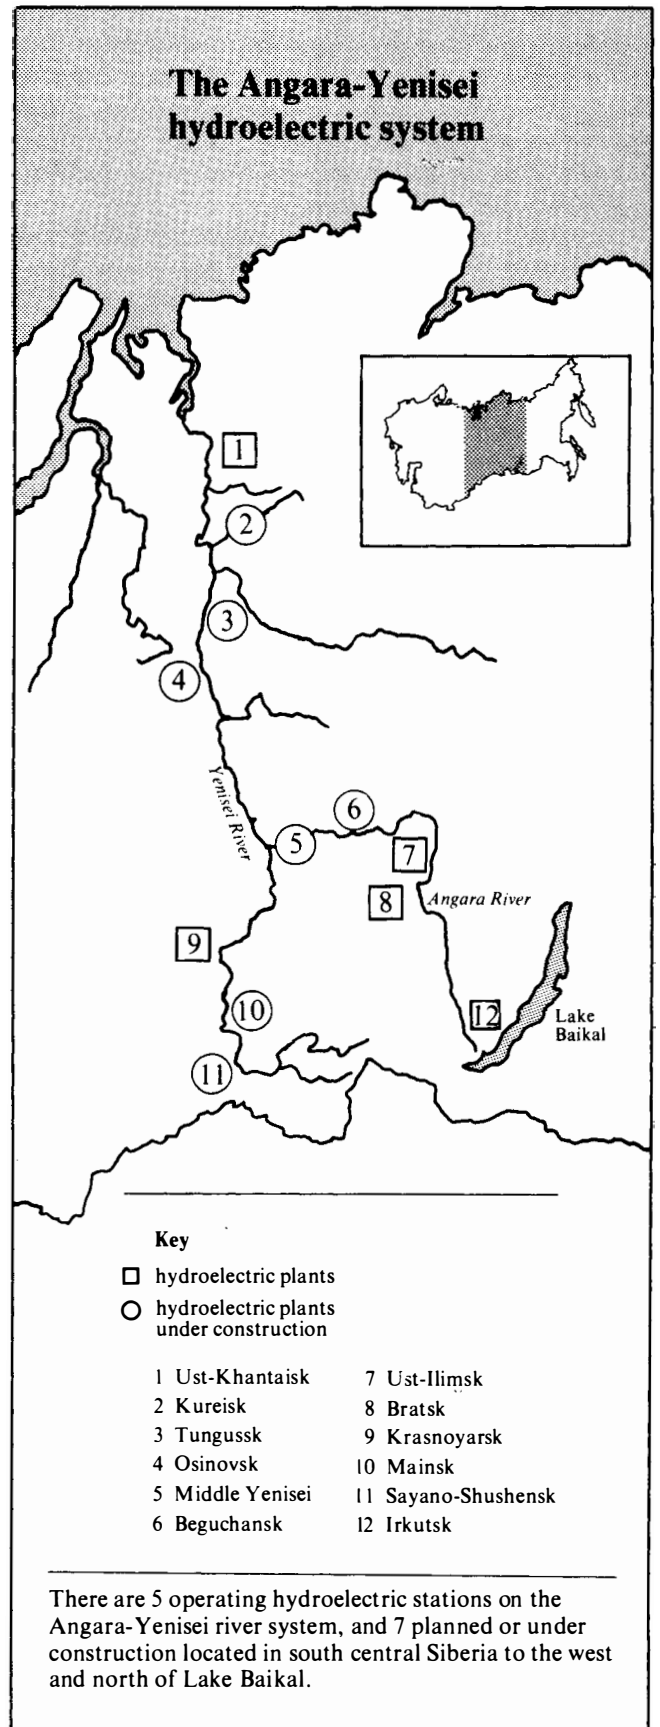 The Angara-Yenisei
hydroelectric system
1
2
3
4
Yenisei River
6
5
7
8
Angara River
9
10
12
Lake
Baikal
11
Key
hydroelectric plants
hydroelectric plants
under construction
1 Ust-Khantaisk
2 Kureisk
3 Tungussk
4 Osinovsk
5 Middle Yenisei
6 Beguchansk
7 Ust-Ilimsk
8 Bratsk
9 Krasnoyarsk
10 Mainsk
11 Sayano-Shushensk
12 Irkutsk
There are 5 operating hydroelectric stations on the
Angara-Yenisei river system, and 7 planned or under
construction located in south central Siberia to the west
and north of Lake Baikal.